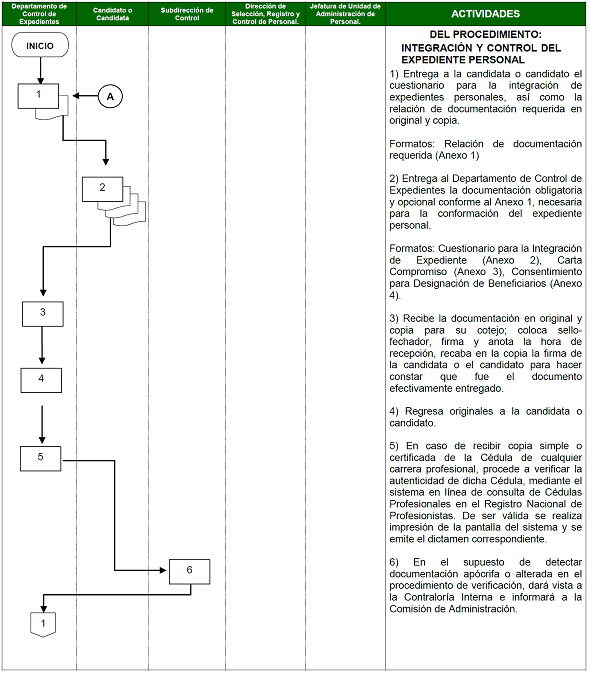 Departamento de
Control de
Expedientes
Candidato o
Candidata
Subdirección de
Control
Dirección de
Selección, Registro y
Control de Personal.
Jefatura de Unidad de
Administración de
Personal.
ACTIVIDADES
INICIO
1
A
2
3
4
5
6
1
DEL PROCEDIMIENTO:
INTEGRACIÓN Y CONTROL DEL
EXPEDIENTE PERSONAL
1) Entrega a la candidata o candidato el
cuestionario para la integración de
expedientes personales, así como la
relación de documentación requerida en
original y copia.
Formatos: Relación de documentación
requerida (Anexo 1)
2) Entrega al Departamento de Control de
Expedientes la documentación obligatoria
y opcional conforme al Anexo 1, necesaria
para la conformación del expediente
personal.
Formatos: Cuestionario para la Integración
de Expediente (Anexo 2), Carta
Compromiso (Anexo 3), Consentimiento
para Designación de Beneficiarios (Anexo
4).
3) Recibe la documentación en original y
copia para su cotejo; coloca sello-
fechador, firma y anota la hora de
recepción, recaba en la copia la firma de
la candidata o el candidato para hacer
constar que fue el documento
efectivamente entregado.
4) Regresa originales a la candidata o
candidato.
5) En caso de recibir copia simple o
certificada de la Cédula de cualquier
carrera profesional, procede a verificar la
autenticidad de dicha Cédula, mediante el
sistema en línea de consulta de Cédulas
Profesionales en el Registro Nacional de
Profesionistas. De ser válida se realiza
impresión de la pantalla del sistema y se
emite el dictamen correspondiente.
6) En el supuesto de detectar
documentación apócrifa o alterada en el
procedimiento de verificación, dará vista a
la Contraloría Interna e informará a la
Comisión de Administración.